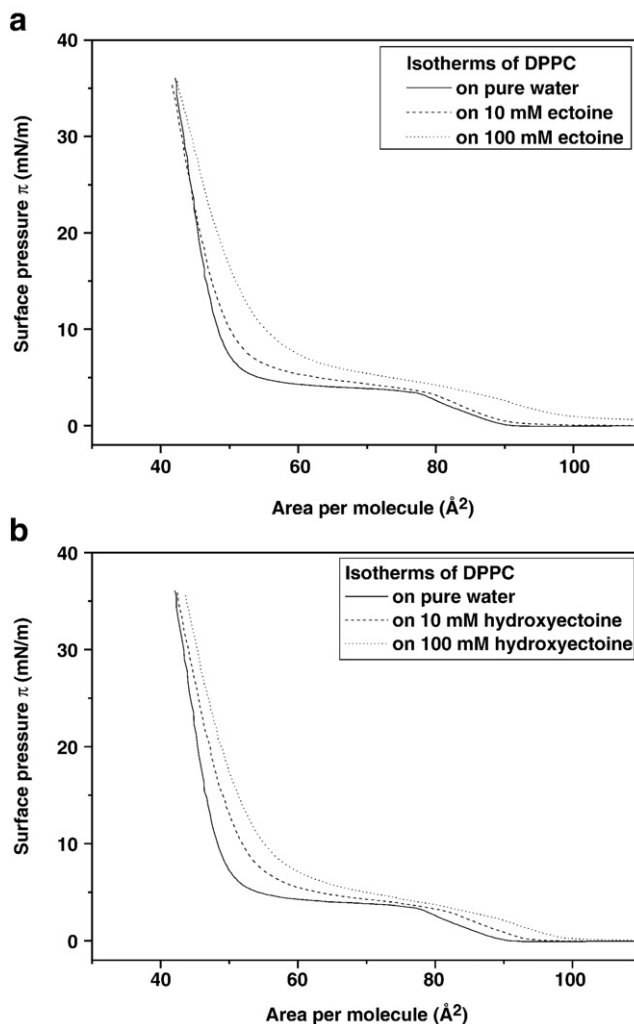 a
40
30
20
10
0
Surface pressure π (mN/m)
Isotherms of DPPC
on pure water
on 10 mM ectoine
on 100 mM ectoine
40
60
80
100
Area per molecule (Å²)
b
40
30
20
10
0
Surface pressure π (mN/m)
Isotherms of DPPC
on pure water
on 10 mM hydroxyectoine
on 100 mM hydroxyectoine
40
60
80
100
Area per molecule (Å²)